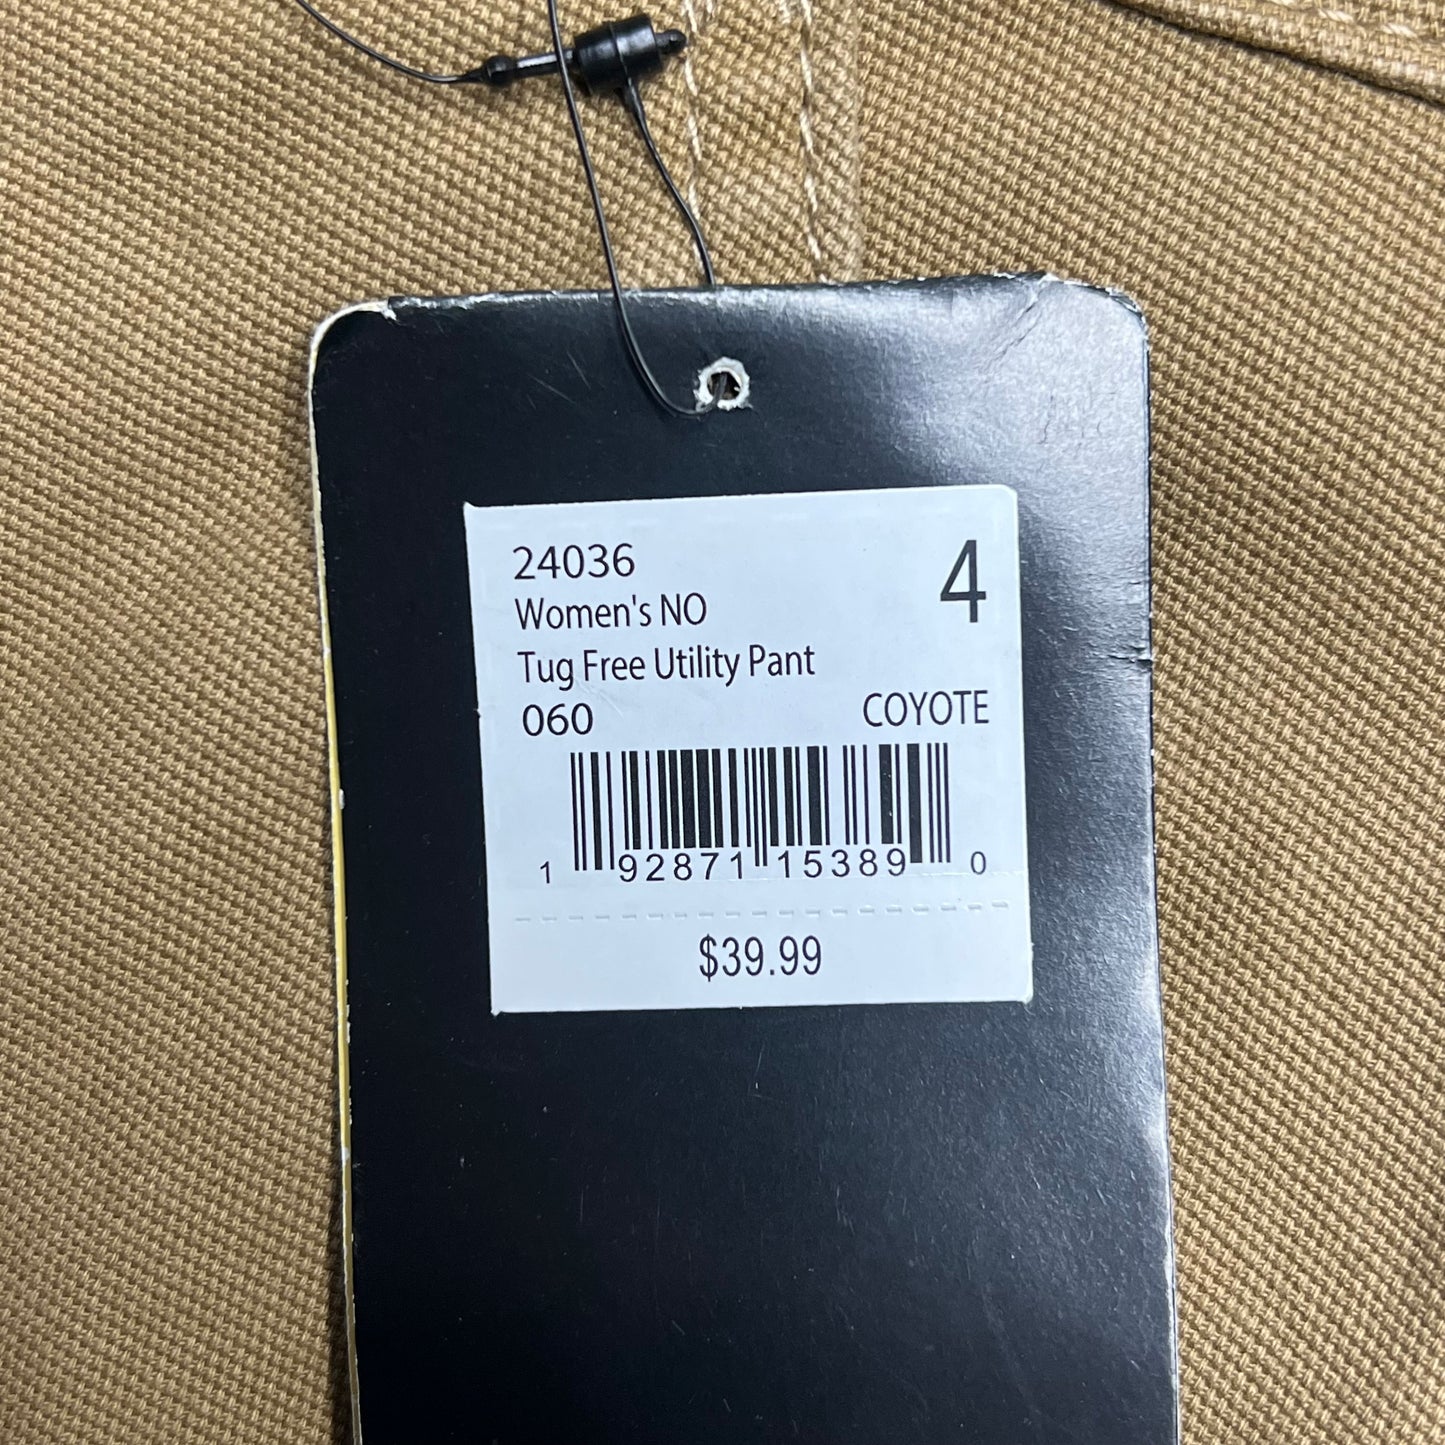 24036
4
Women's NO
Tug Free Utility Pant
060 COYOTE
1 92871 15389 0
$39.99